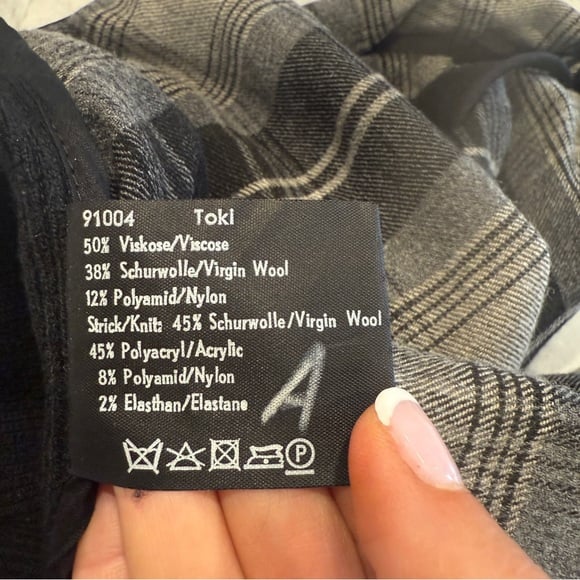 91004 Toki
50% Viskose/Viscose
38% Schurwolle/Virgin Wool
12% Polyamid/Nylon
Strick/Knit: 45% Schurwolle/Virgin Wool
45% Polyacryl/Acrylic
8% Polyamid/Nylon
2% Elasthan/Elastane
A
P